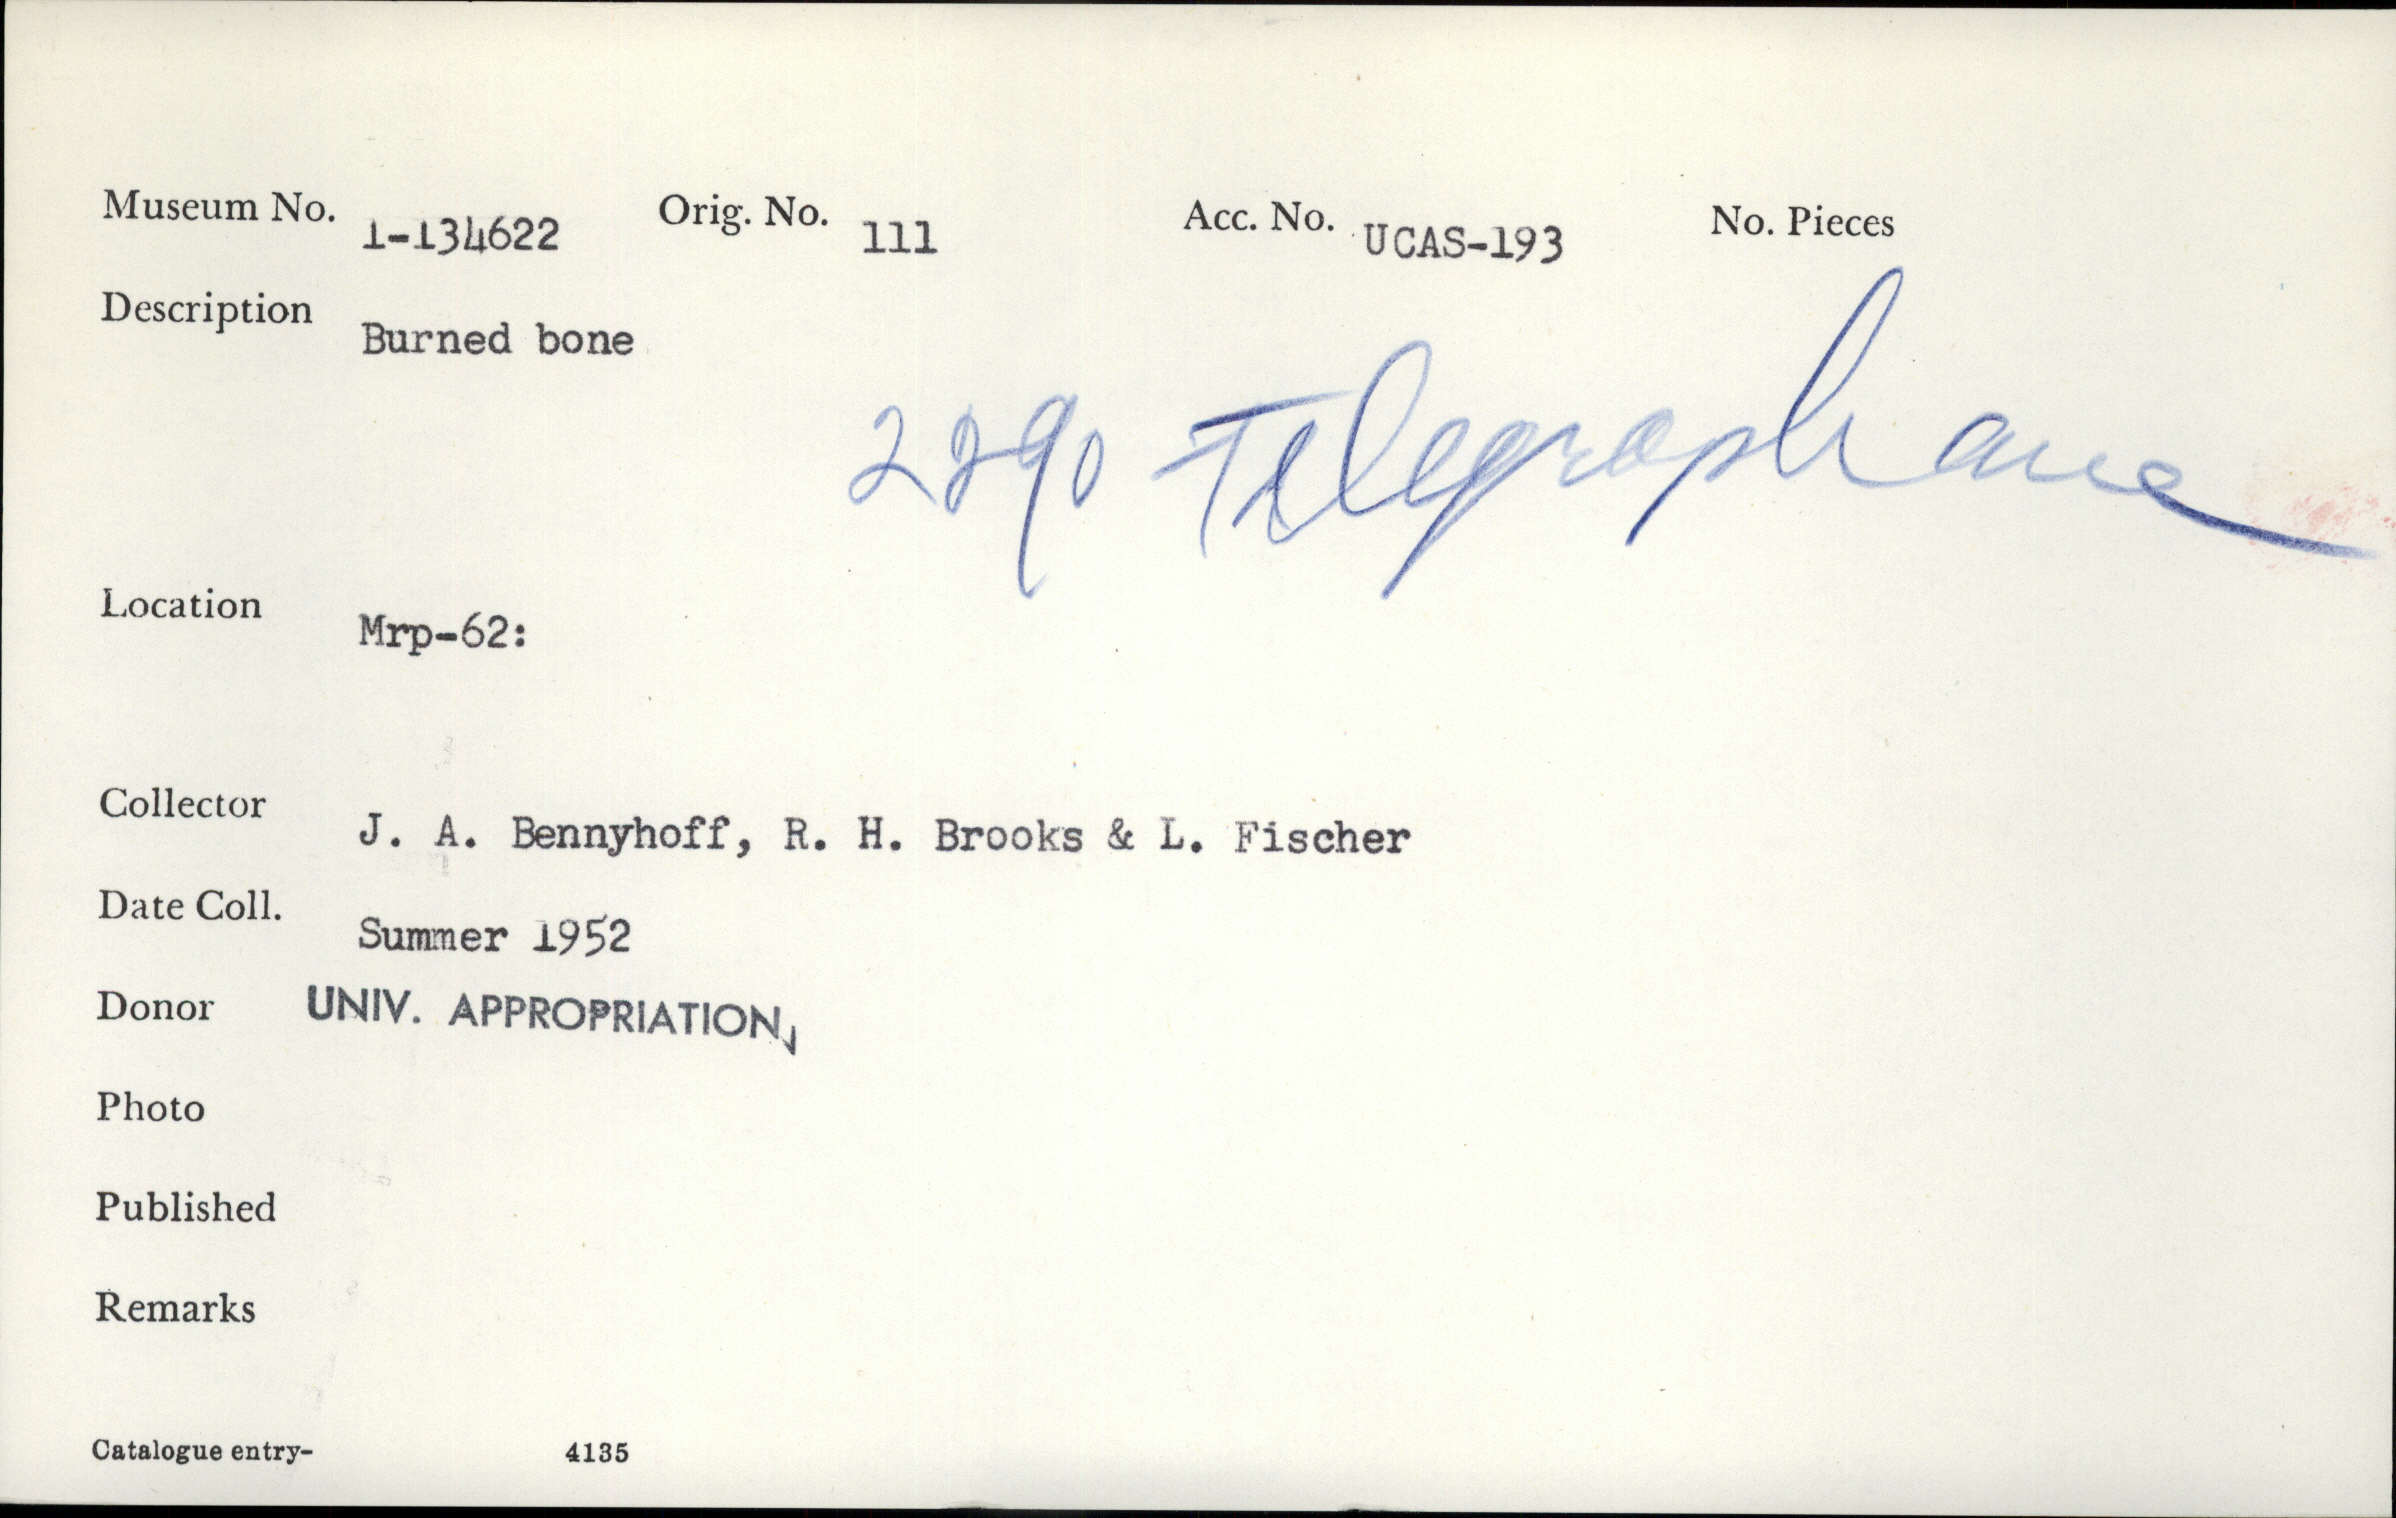 Museum No. 1-134622 Orig. No. 111 Acc. No. UCAS-193 No. Pieces
Description Burned bone
2290 Telegraph Ave
Location Mrp-62:
Collector J. A. Bennyhoff, R. H. Brooks & L. Fischer
Date Coll. Summer 1952
Donor UNIV. APPROPRIATION
Photo
Published
Remarks
Catalogue entry- 4135